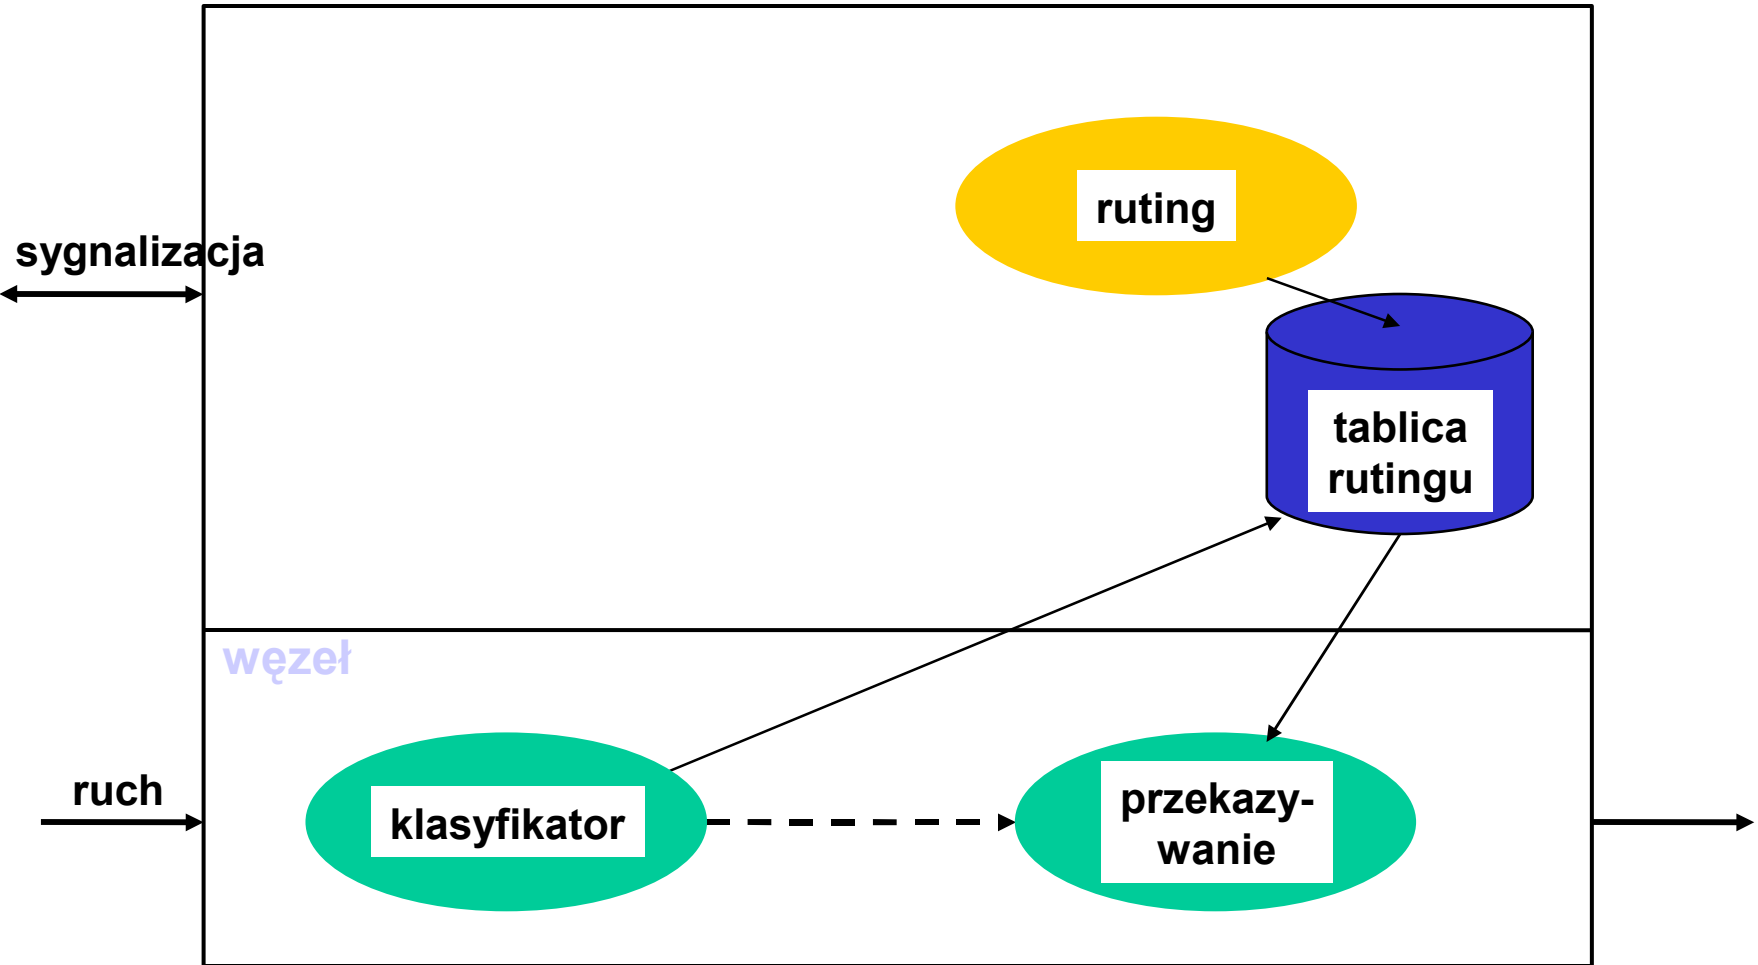 ruting
sygnalizacja
tablica
rutingu
węzeł
ruch
klasyfikator
przekazy-
wanie